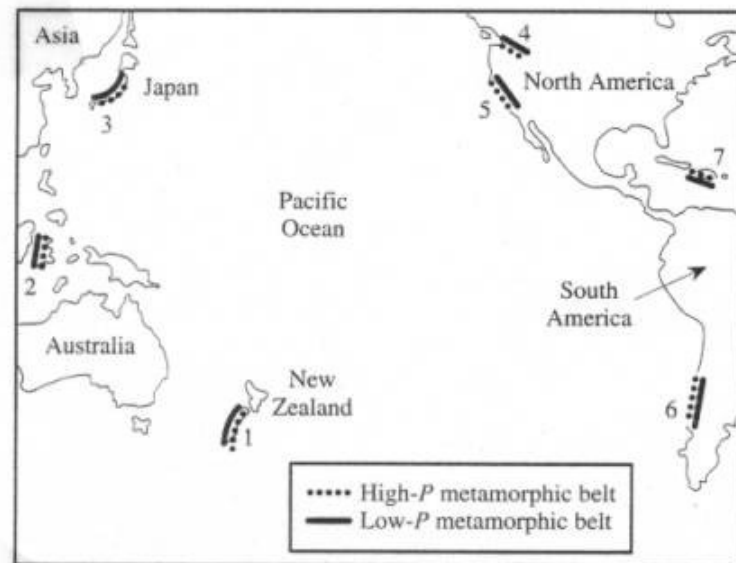 Asia
Japan
3
4
North America
5
7
Pacific
Ocean
2
South
America
Australia
New
Zealand
1
6
High-P metamorphic belt
Low-P metamorphic belt